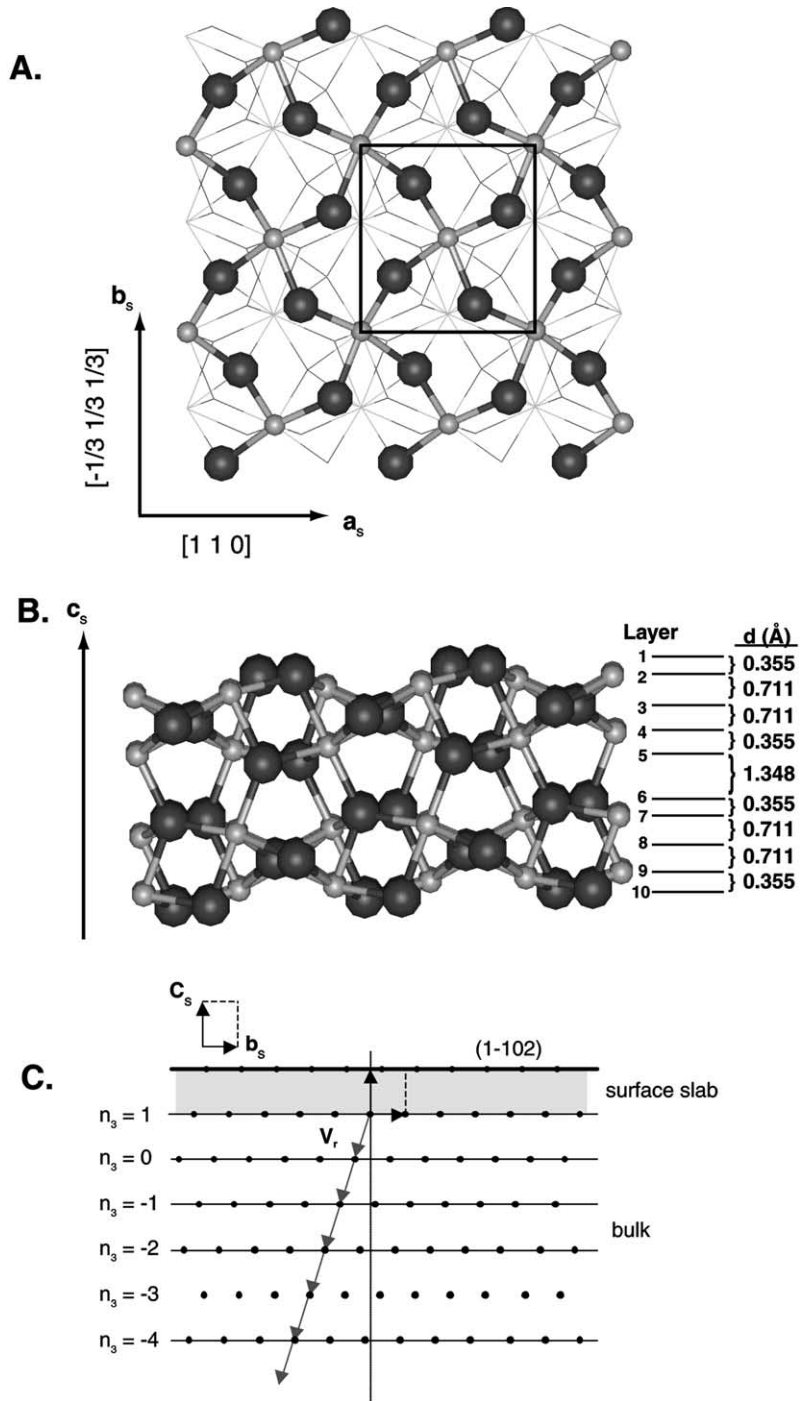 A.
b_s
[-1/3 1/3 1/3]
a_s
[1 1 0]
B.
c_s
Layer d (Å)
1
} 0.355
2
} 0.711
3
} 0.711
4
} 0.355
5
} 1.348
6
} 0.355
7
} 0.711
8
} 0.711
9
} 0.355
10
C_s
b_s
(1-102)
C.
surface slab
n_3 = 1
V_r
n_3 = 0
n_3 = -1
bulk
n_3 = -2
n_3 = -3
n_3 = -4